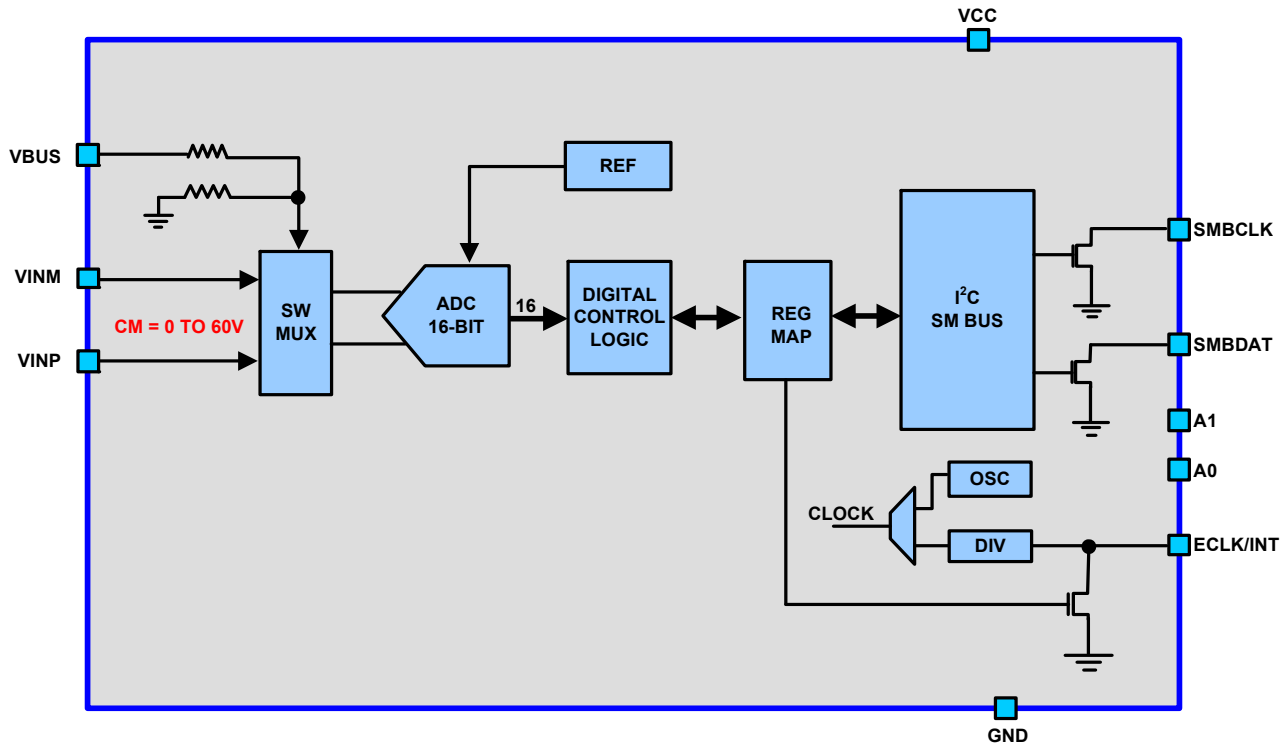 VCC
VBUS
REF
SMBCLK
VINM
SW
MUX
ADC
16-BIT
16
DIGITAL
CONTROL
LOGIC
REG
MAP
I²C
SM BUS
CM = 0 TO 60V
VINP
SMBDAT
A1
A0
OSC
CLOCK
DIV
ECLK/INT
GND